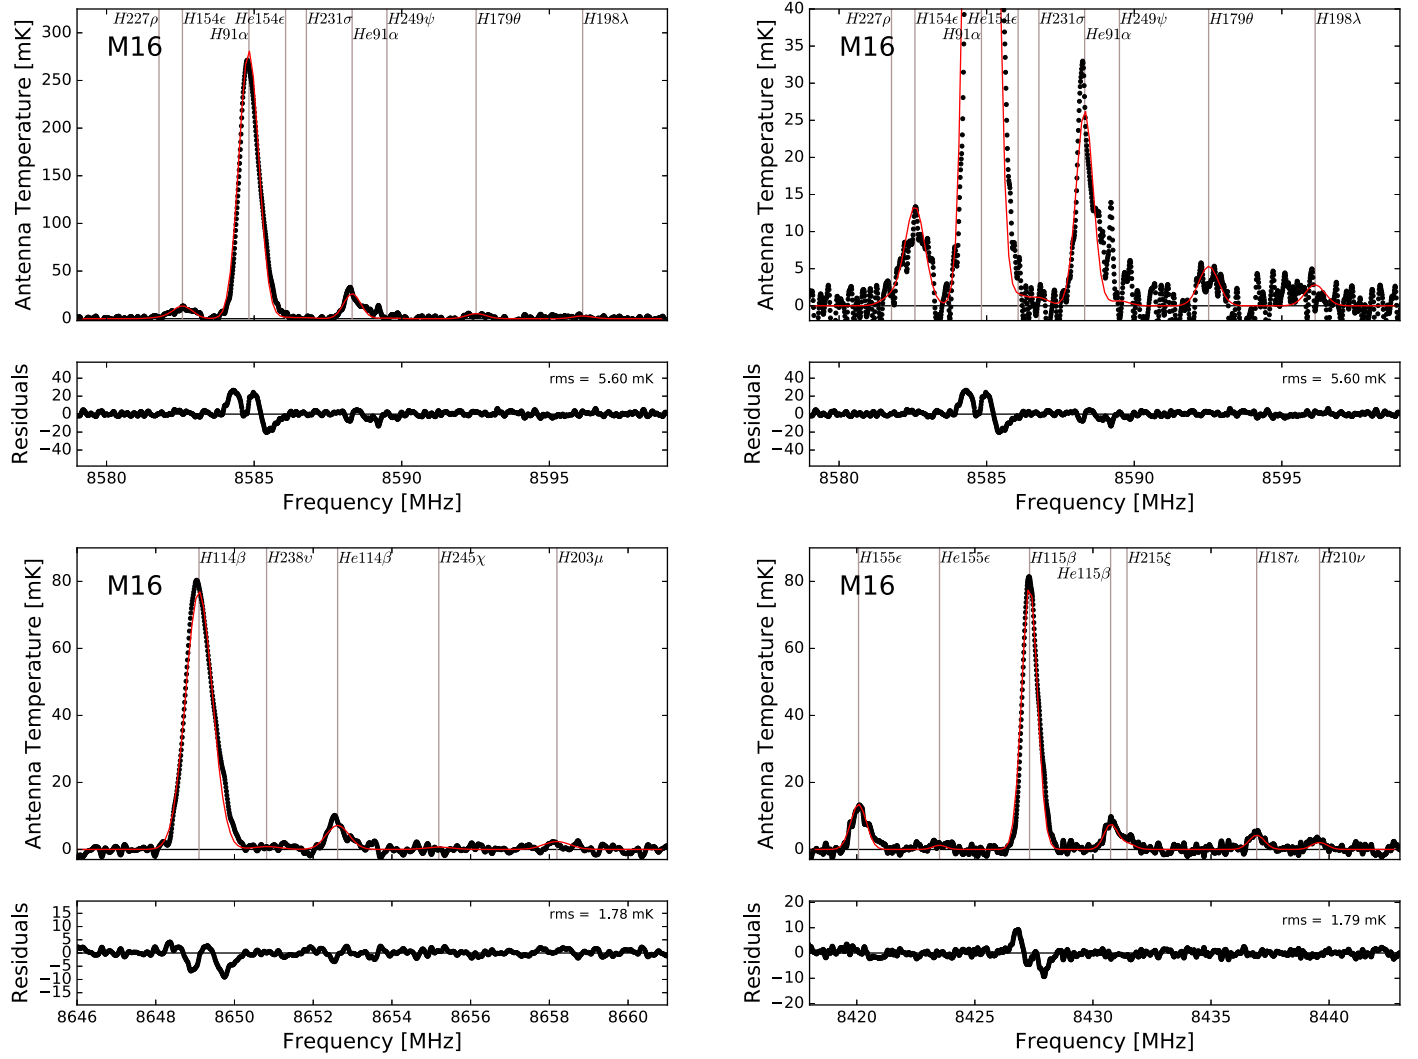 H227ρ H154ϵ He154ϵ H231σ H249ψ H179θ H198λ
H91α He91α
M16
Antenna Temperature [mK]
300
250
200
150
100
50
0
Residuals
rms = 5.60 mK
40
20
0
−20
−40
8580 8585 8590 8595
Frequency [MHz]
H227ρ H154ϵ He154ϵ H231σ H249ψ H179θ H198λ
H91α He91α
M16
Antenna Temperature [mK]
40
35
30
25
20
15
10
5
0
Residuals
rms = 5.60 mK
40
20
0
−20
−40
8580 8585 8590 8595
Frequency [MHz]
H114β H238υ He114β H245χ H203μ
M16
Antenna Temperature [mK]
80
60
40
20
0
Residuals
rms = 1.78 mK
15
10
5
0
−5
−10
−15
8646 8648 8650 8652 8654 8656 8658 8660
Frequency [MHz]
H155ϵ He155ϵ H115β H215ξ H187ι H210ν
He115β
M16
Antenna Temperature [mK]
80
60
40
20
0
Residuals
rms = 1.79 mK
20
10
0
−10
−20
8420 8425 8430 8435 8440
Frequency [MHz]